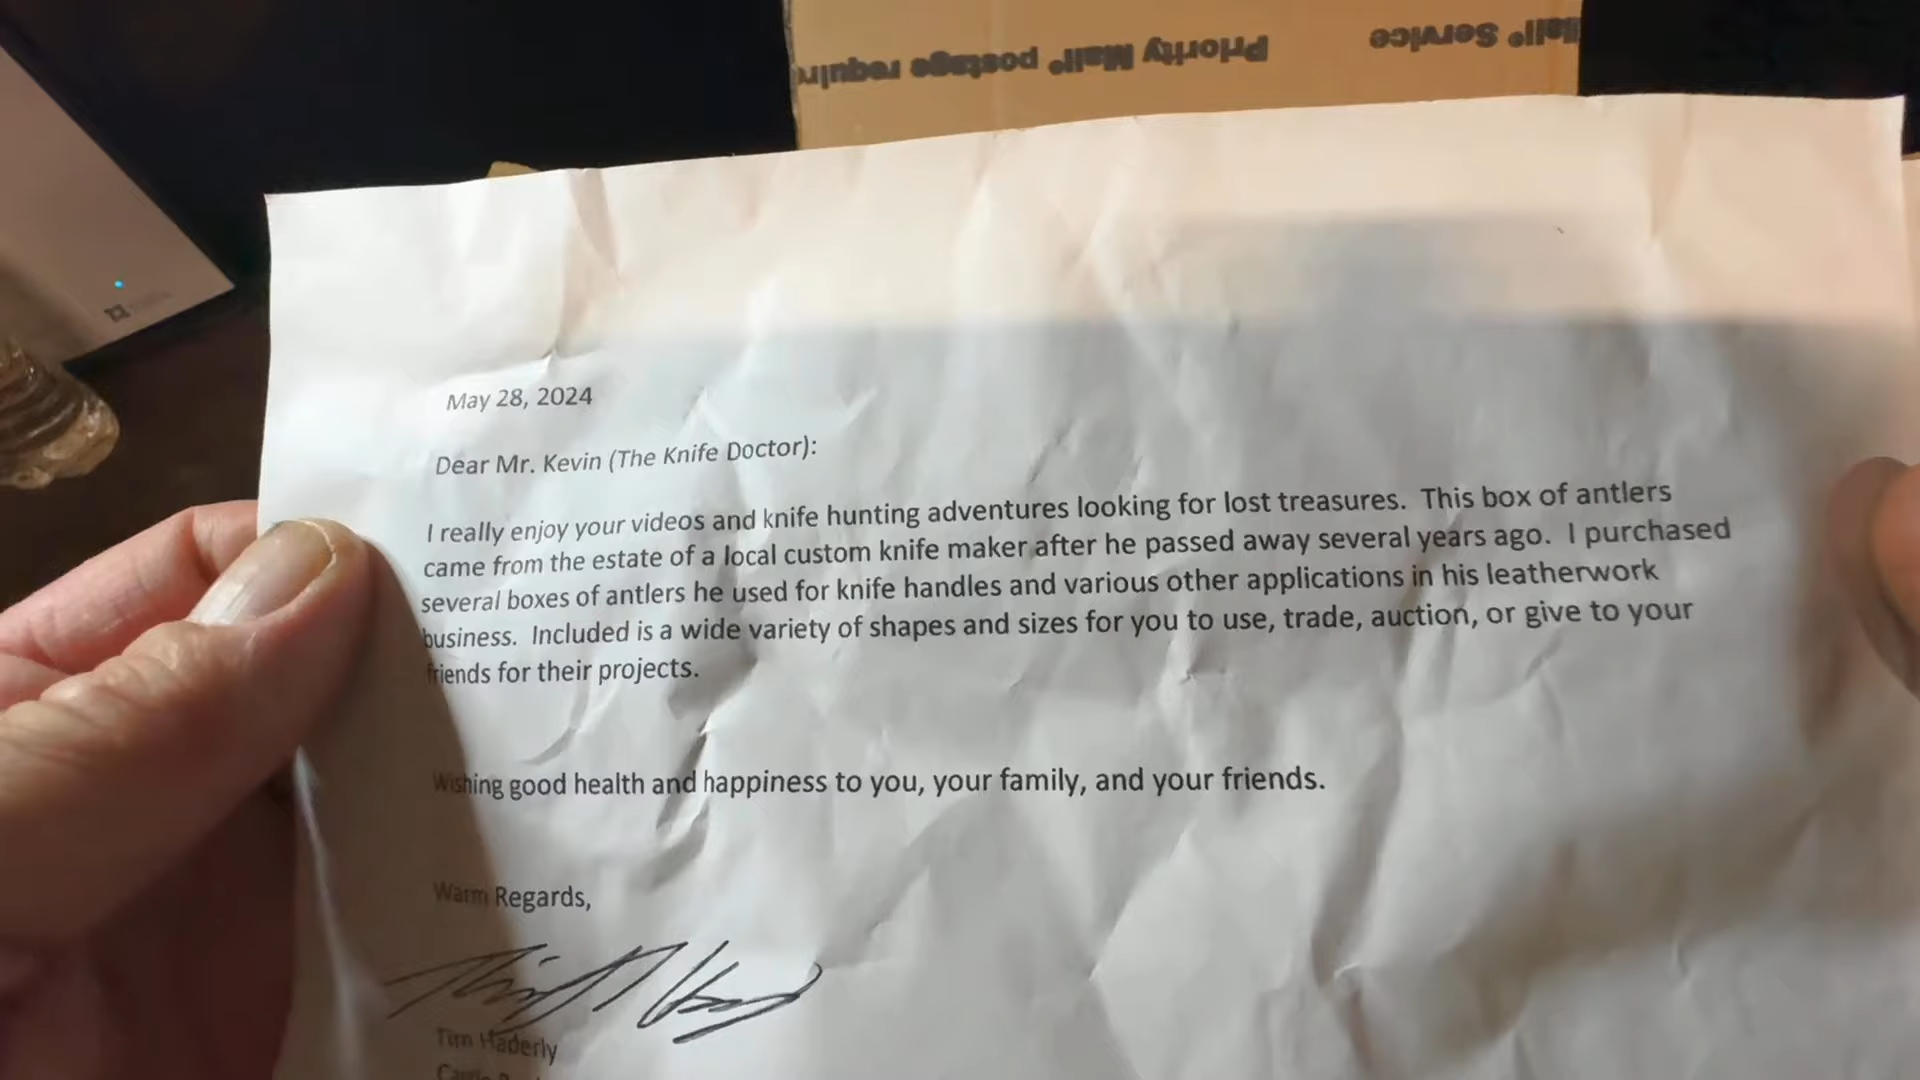 Priority Mail® postage
Mail® Service
May 28, 2024
Dear Mr. Kevin (The Knife Doctor):
I really enjoy your videos and knife hunting adventures looking for lost treasures. This box of antlers
came from the estate of a local custom knife maker after he passed away several years ago. I purchased
several boxes of antlers he used for knife handles and various other applications in his leatherwork
business. Included is a wide variety of shapes and sizes for you to use, trade, auction, or give to your
friends for their projects.
Wishing good health and happiness to you, your family, and your friends.
Warm Regards,
Tim Haderly